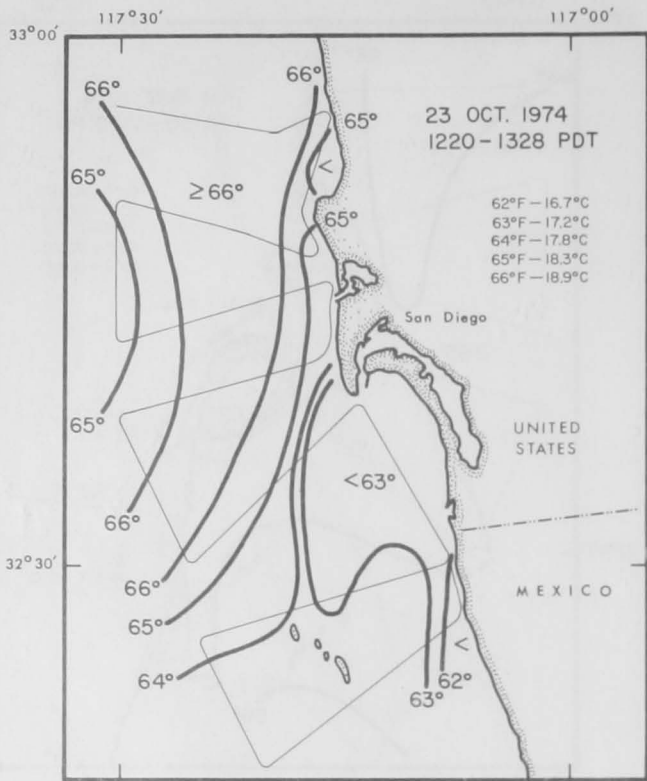 117°30′
117°00′
33°00′
66°
66°
65°
23 OCT. 1974
1220-1328 PDT
65°
≥66°
<
62°F-16.7°C
63°F-17.2°C
64°F-17.8°C
65°F-18.3°C
66°F-18.9°C
65°
San Diego
65°
UNITED
STATES
<63°
66°
32°30′
66°
MEXICO
65°
<
64°
62°
63°